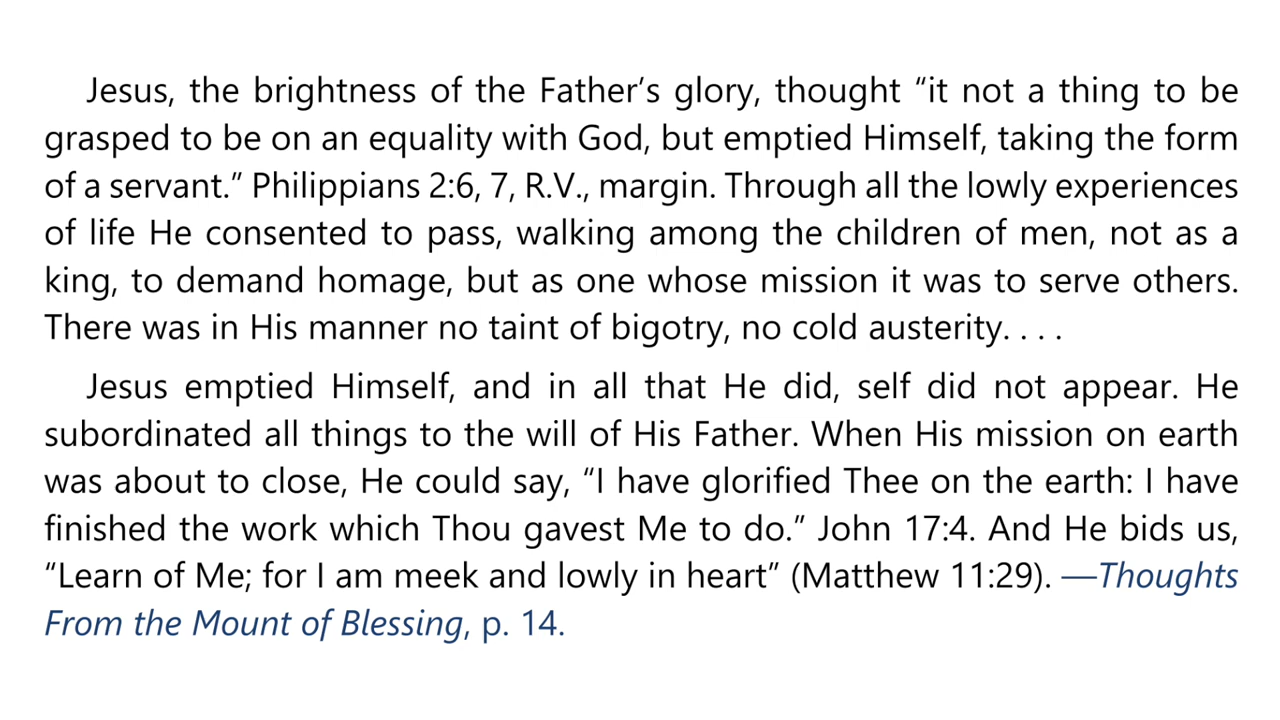 Jesus, the brightness of the Father’s glory, thought “it not a thing to be
grasped to be on an equality with God, but emptied Himself, taking the form
of a servant.” Philippians 2:6, 7, R.V., margin. Through all the lowly experiences
of life He consented to pass, walking among the children of men, not as a
king, to demand homage, but as one whose mission it was to serve others.
There was in His manner no taint of bigotry, no cold austerity. . . .
Jesus emptied Himself, and in all that He did, self did not appear. He
subordinated all things to the will of His Father. When His mission on earth
was about to close, He could say, “I have glorified Thee on the earth: I have
finished the work which Thou gavest Me to do.” John 17:4. And He bids us,
“Learn of Me; for I am meek and lowly in heart” (Matthew 11:29). —Thoughts
From the Mount of Blessing, p. 14.